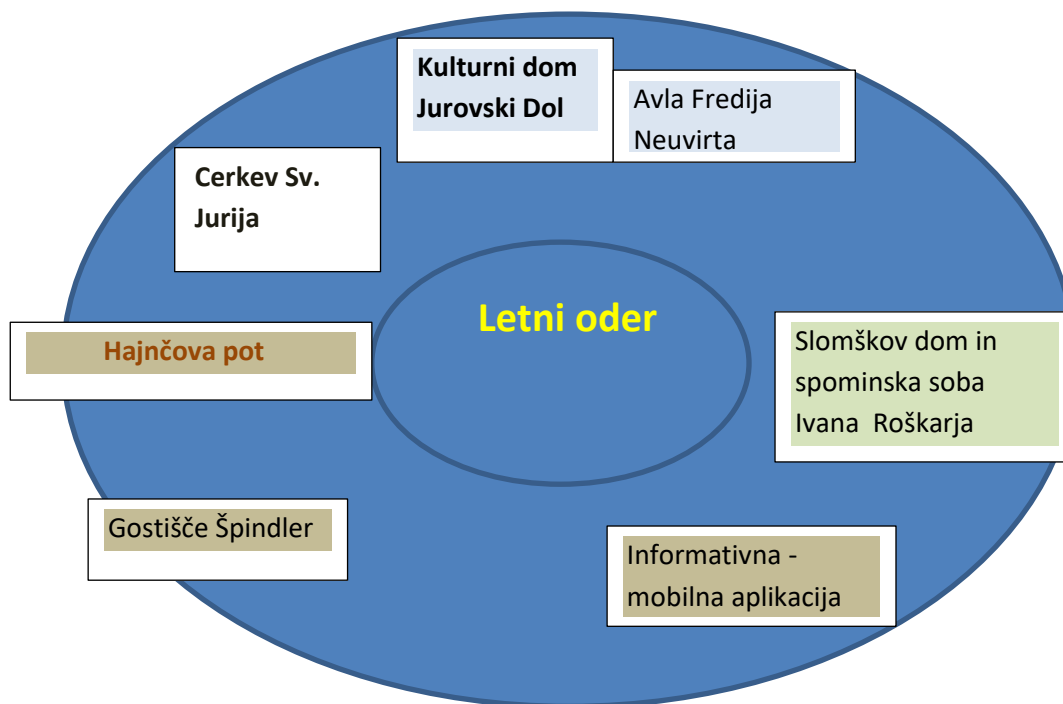 Kulturni dom
Jurovski Dol
Avla Fredija
Neuvirta
Cerkev Sv.
Jurija
Letni oder
Hajnčova pot
Slomškov dom in
spominska soba
Ivana Roškarja
Gostišče Špindler
Informativna -
mobilna aplikacija